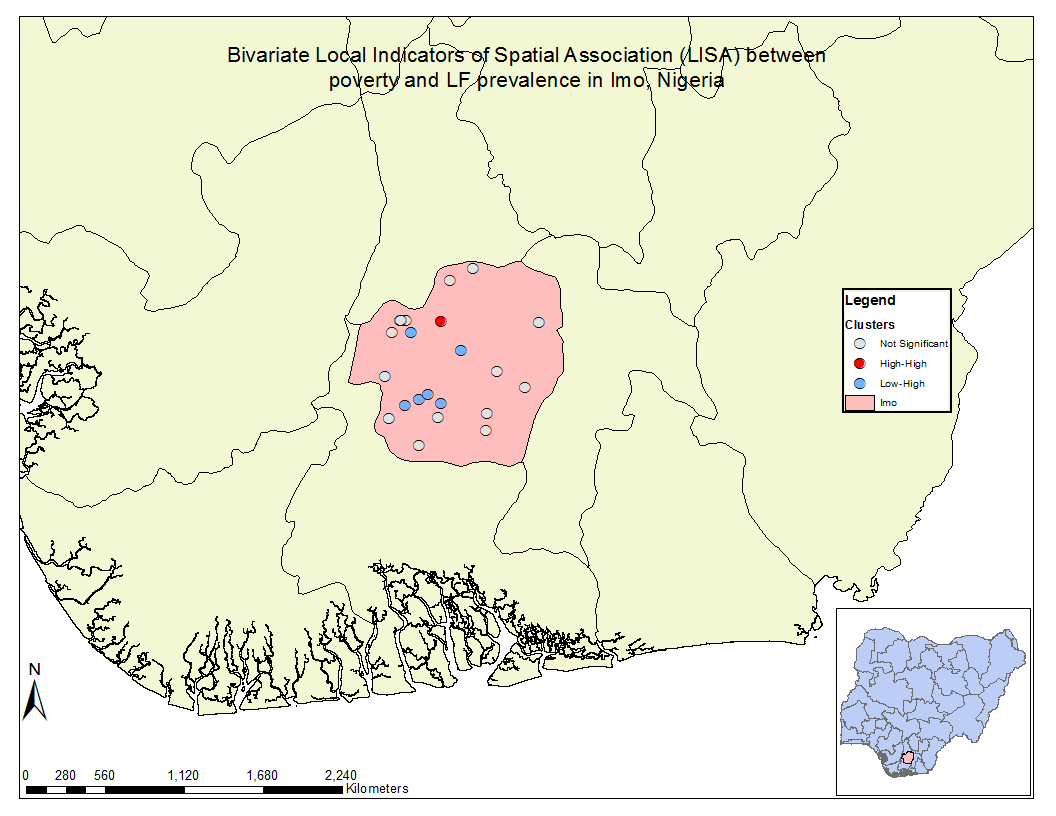 Bivariate Local Indicators of Spatial Association (LISA) between
poverty and LF prevalence in Imo, Nigeria
Legend
Clusters
Not Significant
High-High
Low-High
Imo
N
0 280 560 1,120 1,680 2,240
Kilometers